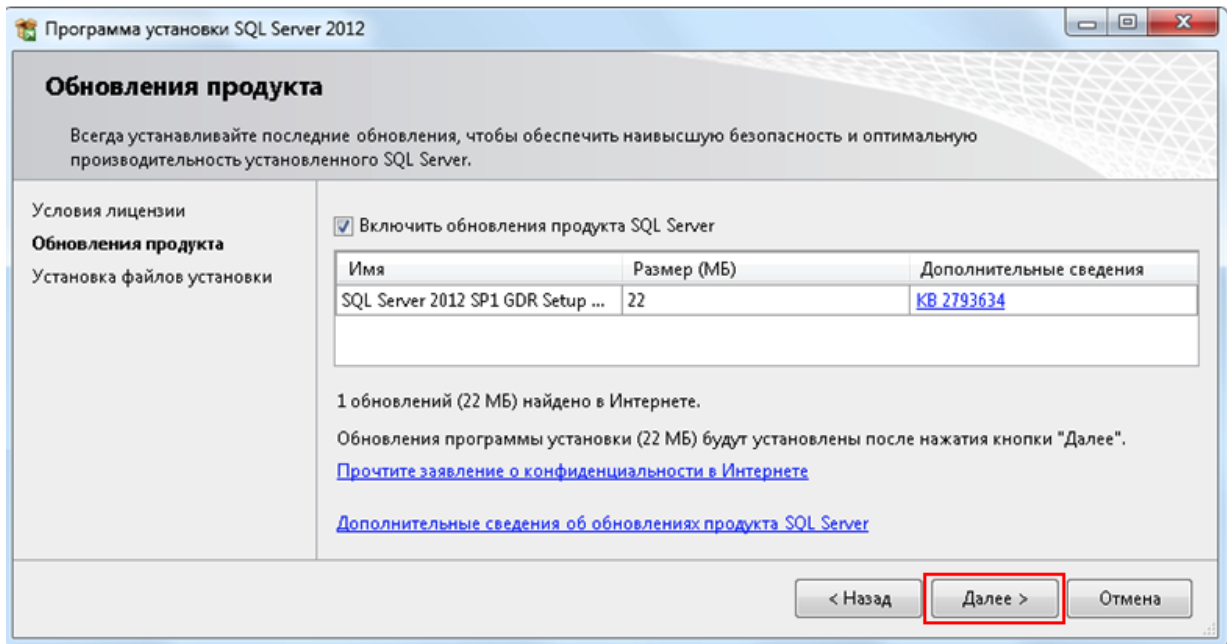 Программа установки SQL Server 2012
Обновления продукта
Всегда устанавливайте последние обновления, чтобы обеспечить наивысшую безопасность и оптимальную
производительность установленного SQL Server.
Условия лицензии
Обновления продукта
Установка файлов установки
Включить обновления продукта SQL Server
Имя Размер (МБ) Дополнительные сведения
SQL Server 2012 SP1 GDR Setup ... 22 KB 2793634
1 обновлений (22 МБ) найдено в Интернете.
Обновления программы установки (22 МБ) будут установлены после нажатия кнопки "Далее".
Прочтите заявление о конфиденциальности в Интернете
Дополнительные сведения об обновлениях продукта SQL Server
< Назад Далее > Отмена